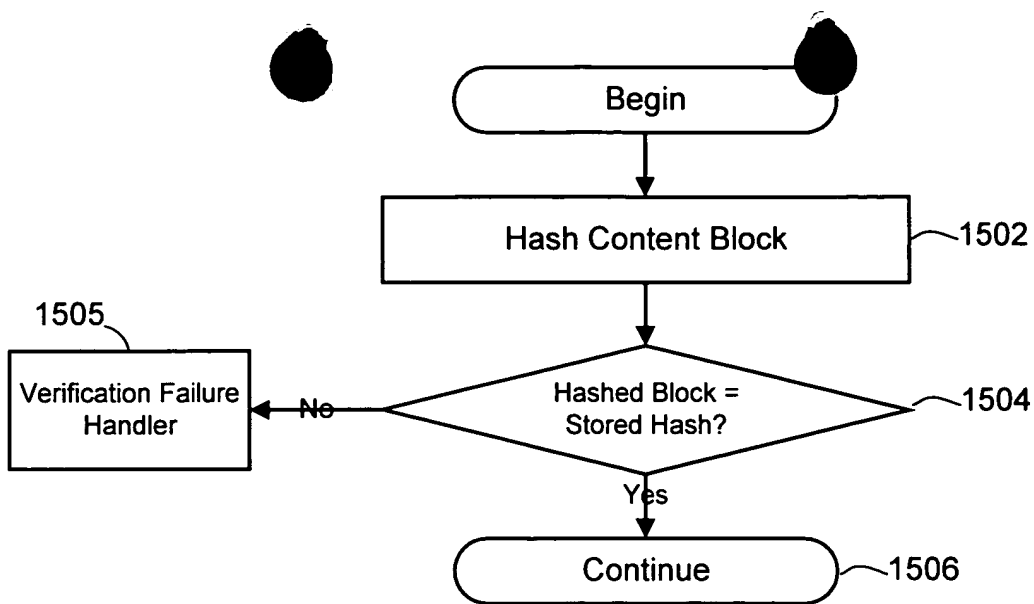 Begin
Hash Content Block
1502
1505
Verification Failure
Handler
No
Hashed Block =
Stored Hash?
1504
Yes
Continue
1506